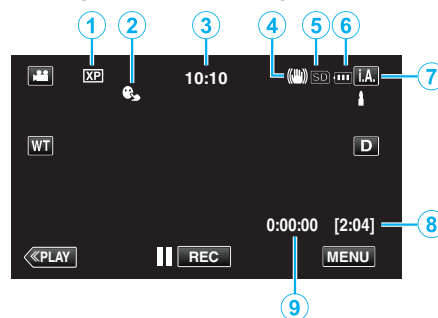 1 2 3 4 5 6
XP 10:10 SD i.A. 7
WT D
0:00:00 [2:04] 8
≪PLAY REC MENU
9